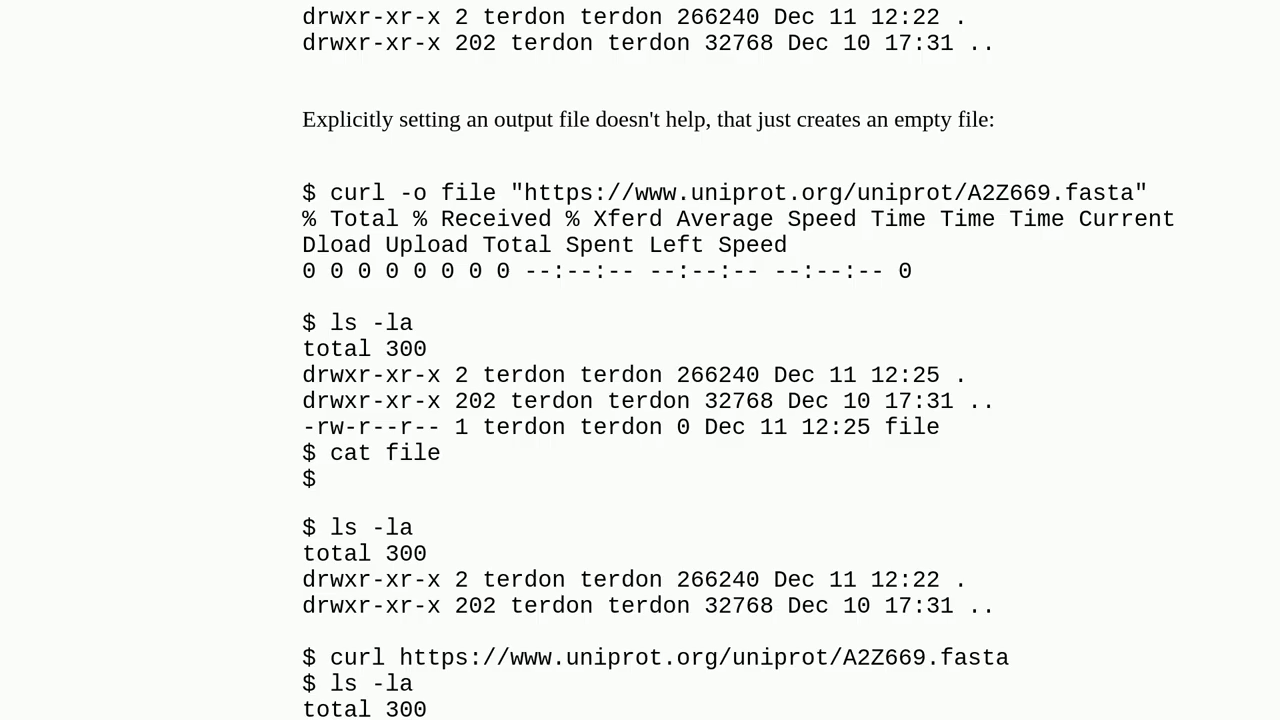 drwxr-xr-x 2 terdon terdon 266240 Dec 11 12:22 .
drwxr-xr-x 202 terdon terdon 32768 Dec 10 17:31 ..
Explicitly setting an output file doesn't help, that just creates an empty file:
$ curl -o file "https://www.uniprot.org/uniprot/A2Z669.fasta"
% Total % Received % Xferd Average Speed Time Time Time Current
Dload Upload Total Spent Left Speed
0 0 0 0 0 0 0 0 --:--:-- --:--:-- --:--:-- 0
$ ls -la
total 300
drwxr-xr-x 2 terdon terdon 266240 Dec 11 12:25 .
drwxr-xr-x 202 terdon terdon 32768 Dec 10 17:31 ..
-rw-r--r-- 1 terdon terdon 0 Dec 11 12:25 file
$ cat file
$
$ ls -la
total 300
drwxr-xr-x 2 terdon terdon 266240 Dec 11 12:22 .
drwxr-xr-x 202 terdon terdon 32768 Dec 10 17:31 ..
$ curl https://www.uniprot.org/uniprot/A2Z669.fasta
$ ls -la
total 300